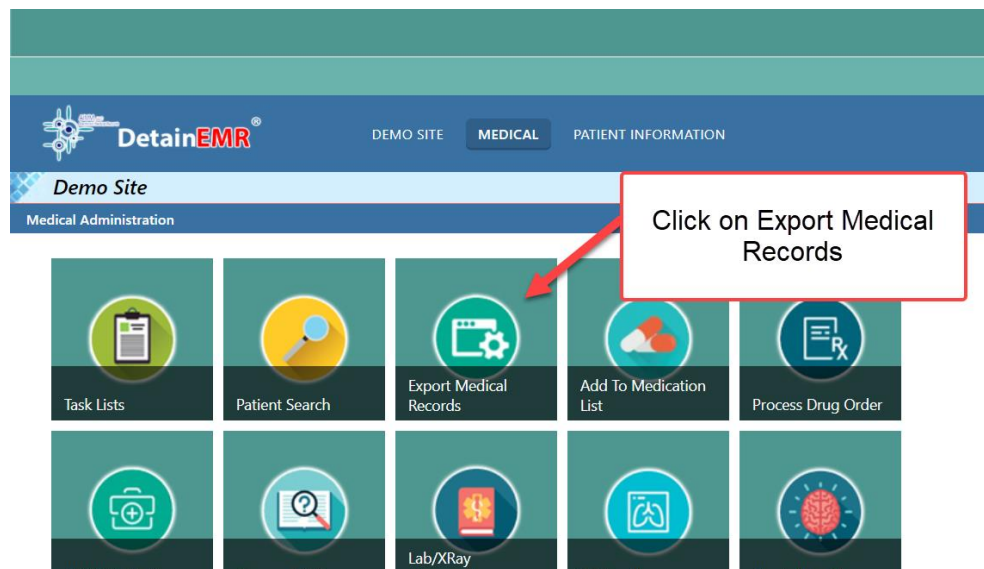 DetainEMR®
DEMO SITE MEDICAL PATIENT INFORMATION
Demo Site
Medical Administration
Click on Export Medical
Records
Task Lists
Patient Search
Export Medical
Records
Add To Medication
List
Process Drug Order
Rx
Lab/XRay